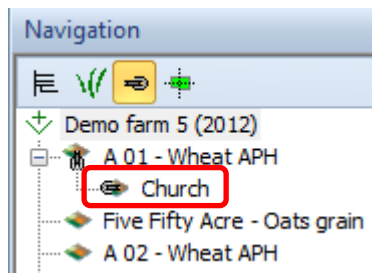 Navigation
Demo farm 5 (2012)
A 01 - Wheat APH
Church
Five Fifty Acre - Oats grain
A 02 - Wheat APH